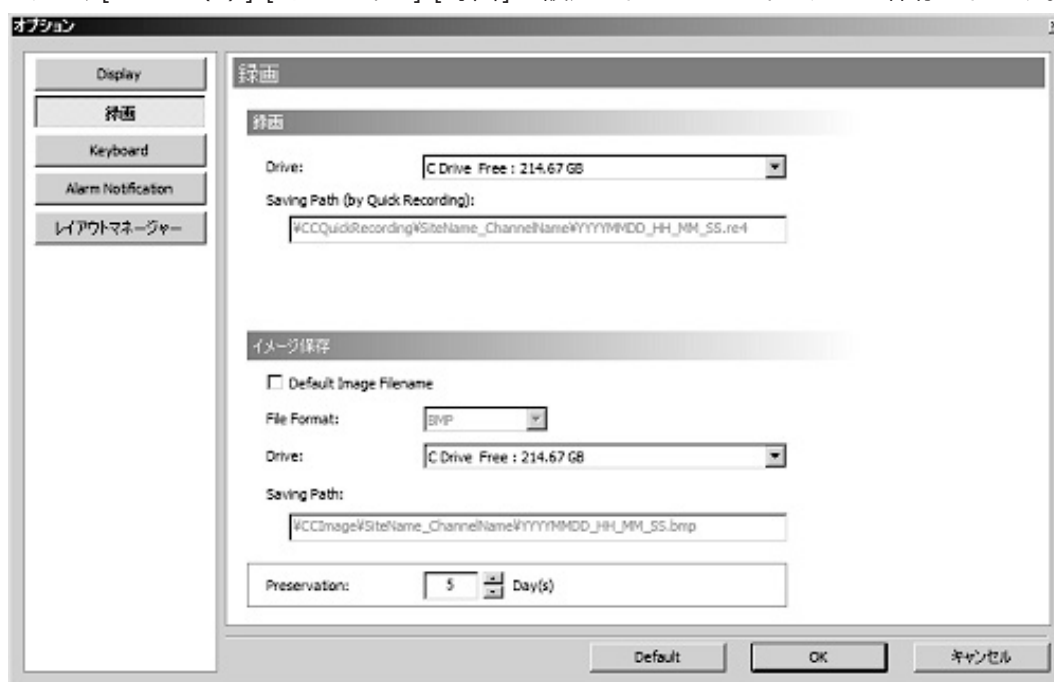 オプション
Display
録画
Keyboard
Alarm Notification
レイアウトマネージャー
録画
録画
Drive:
C Drive Free : 214.67 GB
Saving Path (by Quick Recording):
¥CCQuickRecording¥SiteName_ChannelName¥YYYYMMDD_HH_MM_SS.re4
イメージ保存
Default Image Filename
File Format:
BMP
Drive:
C Drive Free : 214.67 GB
Saving Path:
¥CCImage¥SiteName_ChannelName¥YYYYMMDD_HH_MM_SS.bmp
Preservation:
5 Day(s)
Default
OK
キャンセル